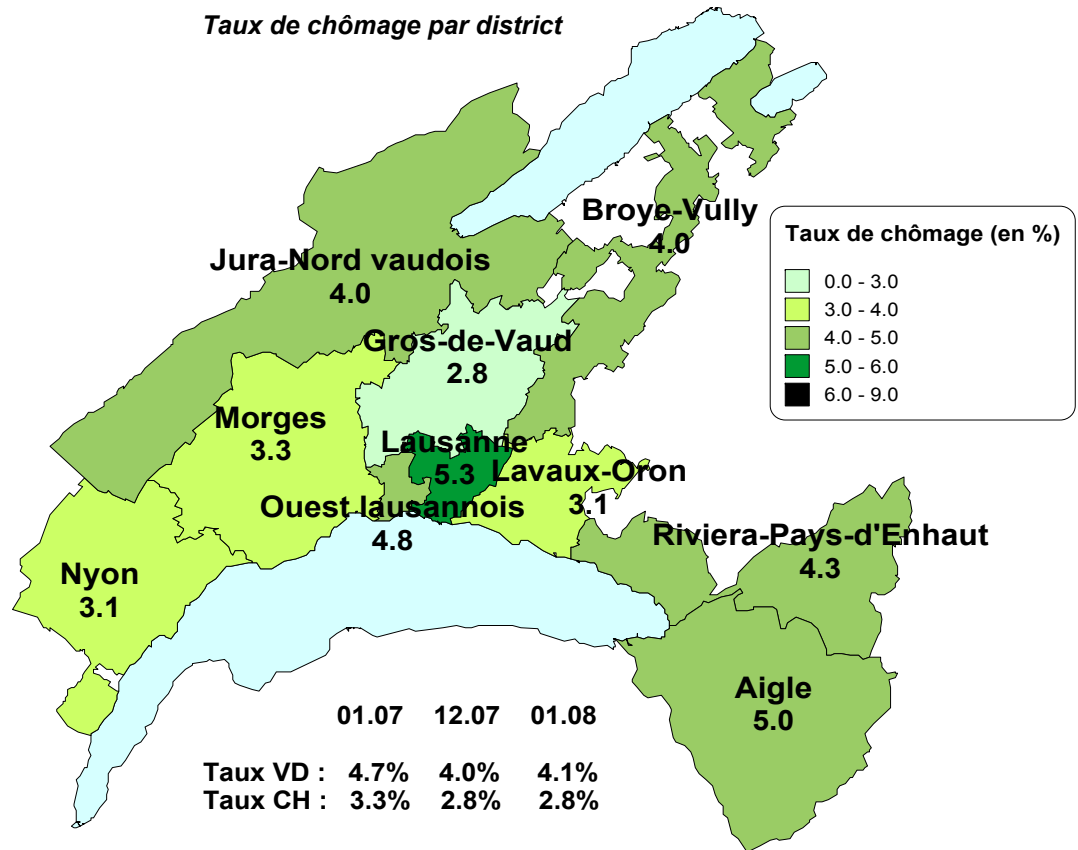 Taux de chômage par district
Broye-Vully
4.0
Taux de chômage (en %)
0.0 - 3.0
3.0 - 4.0
4.0 - 5.0
5.0 - 6.0
6.0 - 9.0
Jura-Nord vaudois
4.0
Gros-de-Vaud
2.8
Morges
3.3
Lausanne
5.3
Lavaux-Oron
3.1
Ouest lausannois
4.8
Riviera-Pays-d'Enhaut
4.3
Nyon
3.1
Aigle
5.0
01.07 12.07 01.08
Taux VD : 4.7% 4.0% 4.1%
Taux CH : 3.3% 2.8% 2.8%